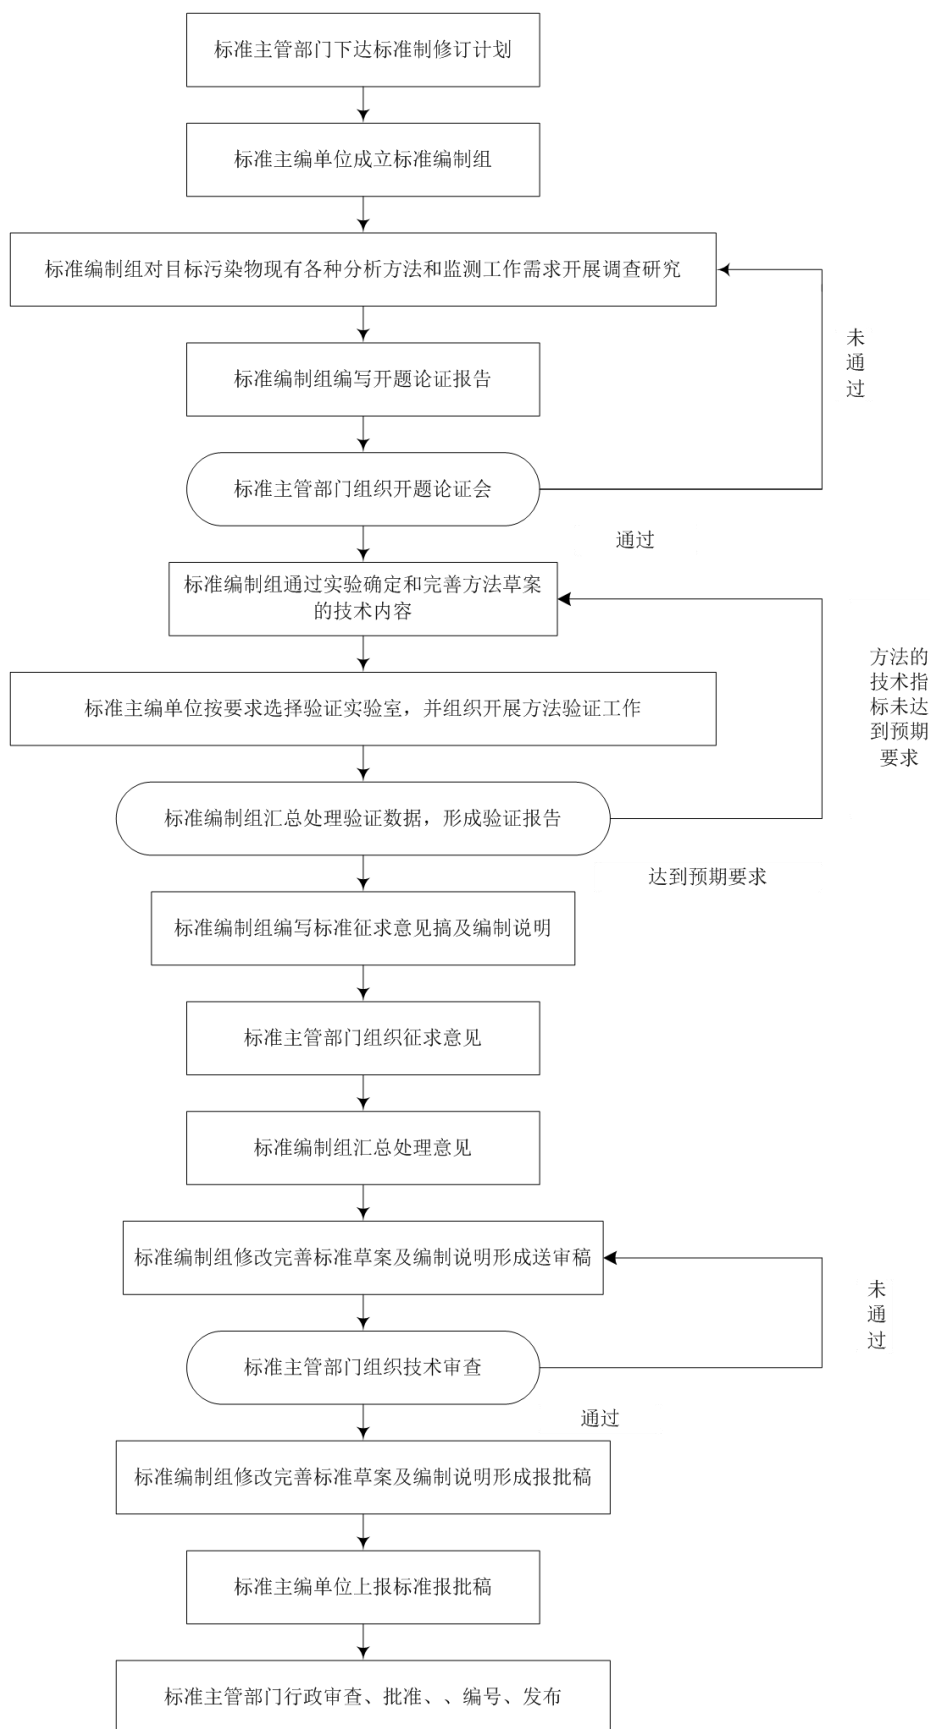 标准主管部门下达标准制修订计划
标准主编单位成立标准编制组
标准编制组对目标污染物现有各种分析方法和监测工作需求开展调查研究
未
通
过
标准编制组编写开题论证报告
标准主管部门组织开题论证会
通过
标准编制组通过实验确定和完善方法草案
的技术内容
方法的
技术指
标未达
到预期
要求
标准主编单位按要求选择验证实验室，并组织开展方法验证工作
标准编制组汇总处理验证数据，形成验证报告
达到预期要求
标准编制组编写标准征求意见搞及编制说明
标准主管部门组织征求意见
标准编制组汇总处理意见
标准编制组修改完善标准草案及编制说明形成送审稿
未
通
过
标准主管部门组织技术审查
通过
标准编制组修改完善标准草案及编制说明形成报批稿
标准主编单位上报标准报批稿
标准主管部门行政审查、批准、、编号、发布